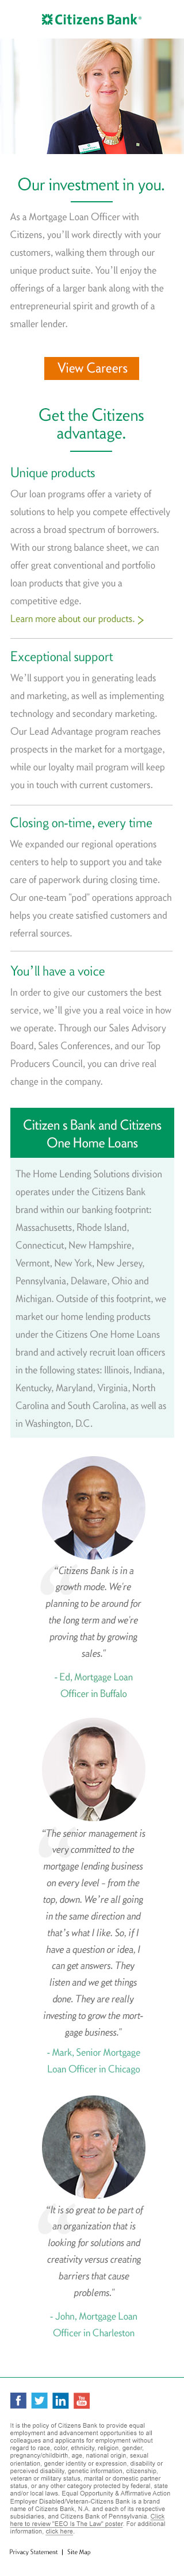 Citizens Bank®
Our investment in you.
As a Mortgage Loan Officer with
Citizens, you'll work directly with your
customers, walking them through our
unique product suite. You'll enjoy the
offerings of a larger bank along with the
entrepreneurial spirit and growth of a
smaller lender.
View Careers
Get the Citizens
advantage.
Unique products
Our loan programs offer a variety of
solutions to help you compete effectively
across a broad spectrum of borrowers.
With our strong balance sheet, we can
offer great conventional and portfolio
loan products that give you a
competitive edge.
Learn more about our products. >
Exceptional support
We'll support you in generating leads
and marketing, as well as implementing
technology and secondary marketing.
Our Lead Advantage program reaches
prospects in the market for a mortgage,
while our loyalty mail program will keep
you in touch with current customers.
Closing on-time, every time
We expanded our regional operations
centers to help to support you and take
care of paperwork during closing time.
Our one-team "pod" operations approach
helps you create satisfied customers and
referral sources.
You'll have a voice
In order to give our customers the best
service, we'll give you a real voice in how
we operate. Through our Sales Advisory
Board, Sales Conferences, and our Top
Producers Council, you can drive real
change in the company.
Citizen s Bank and Citizens
One Home Loans
The Home Lending Solutions division
operates under the Citizens Bank
brand within our banking footprint:
Massachusetts, Rhode Island,
Connecticut, New Hampshire,
Vermont, New York, New Jersey,
Pennsylvania, Delaware, Ohio and
Michigan. Outside of this footprint, we
market our home lending products
under the Citizens One Home Loans
brand and actively recruit loan officers
in the following states: Illinois, Indiana,
Kentucky, Maryland, Virginia, North
Carolina and South Carolina, as well as
in Washington, D.C.
"Citizens Bank is in a
growth mode. We're
planning to be around for
the long term and we're
proving that by growing
sales."
- Ed, Mortgage Loan
Officer in Buffalo
"The senior management is
very committed to the
mortgage lending business
on every level – from the
top, down. We're all going
in the same direction and
that's what I like. So, if I
have a question or idea, I
can get answers. They
listen and we get things
done. They are really
investing to grow the mort-
gage business."
- Mark, Senior Mortgage
Loan Officer in Chicago
"It is so great to be part of
an organization that is
looking for solutions and
creativity versus creating
barriers that cause
problems."
- John, Mortgage Loan
Officer in Charleston
It is the policy of Citizens Bank to provide equal
employment and advancement opportunities to all
colleagues and applicants for employment without
regard to race, color, ethnicity, religion, gender,
pregnancy/childbirth, age, national origin, sexual
orientation, gender identity or expression, disability or
perceived disability, genetic information, citizenship,
veteran or military status, marital or domestic partner
status, or any other category protected by federal, state
and/or local laws. Equal Opportunity & Affirmative Action
Employer Disabled/Veteran-Citizens Bank is a brand
name of Citizens Bank, N.A. and each of its respective
subsidiaries, and Citizens Bank of Pennsylvania. Click
here to review "EEO is The Law" poster. For additional
information, click here.
Privacy Statement | Site Map